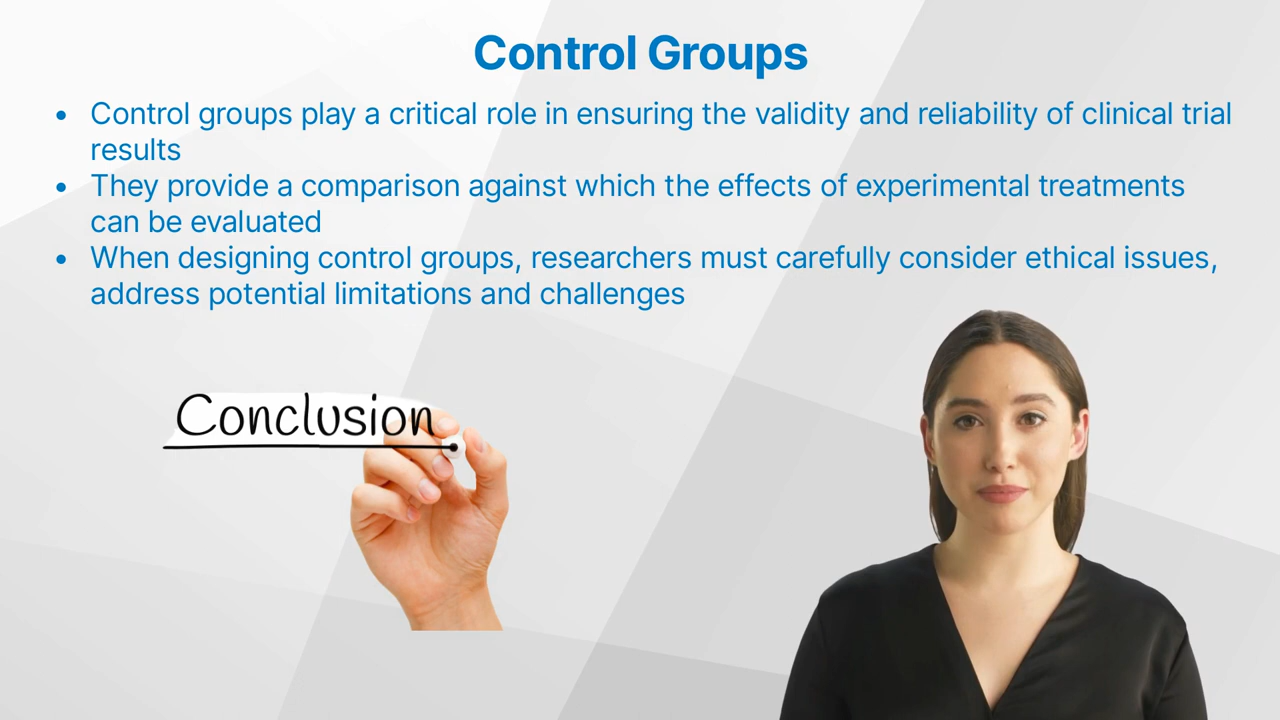 Control Groups
• Control groups play a critical role in ensuring the validity and reliability of clinical trial
results
• They provide a comparison against which the effects of experimental treatments
can be evaluated
• When designing control groups, researchers must carefully consider ethical issues,
address potential limitations and challenges
Conclusion